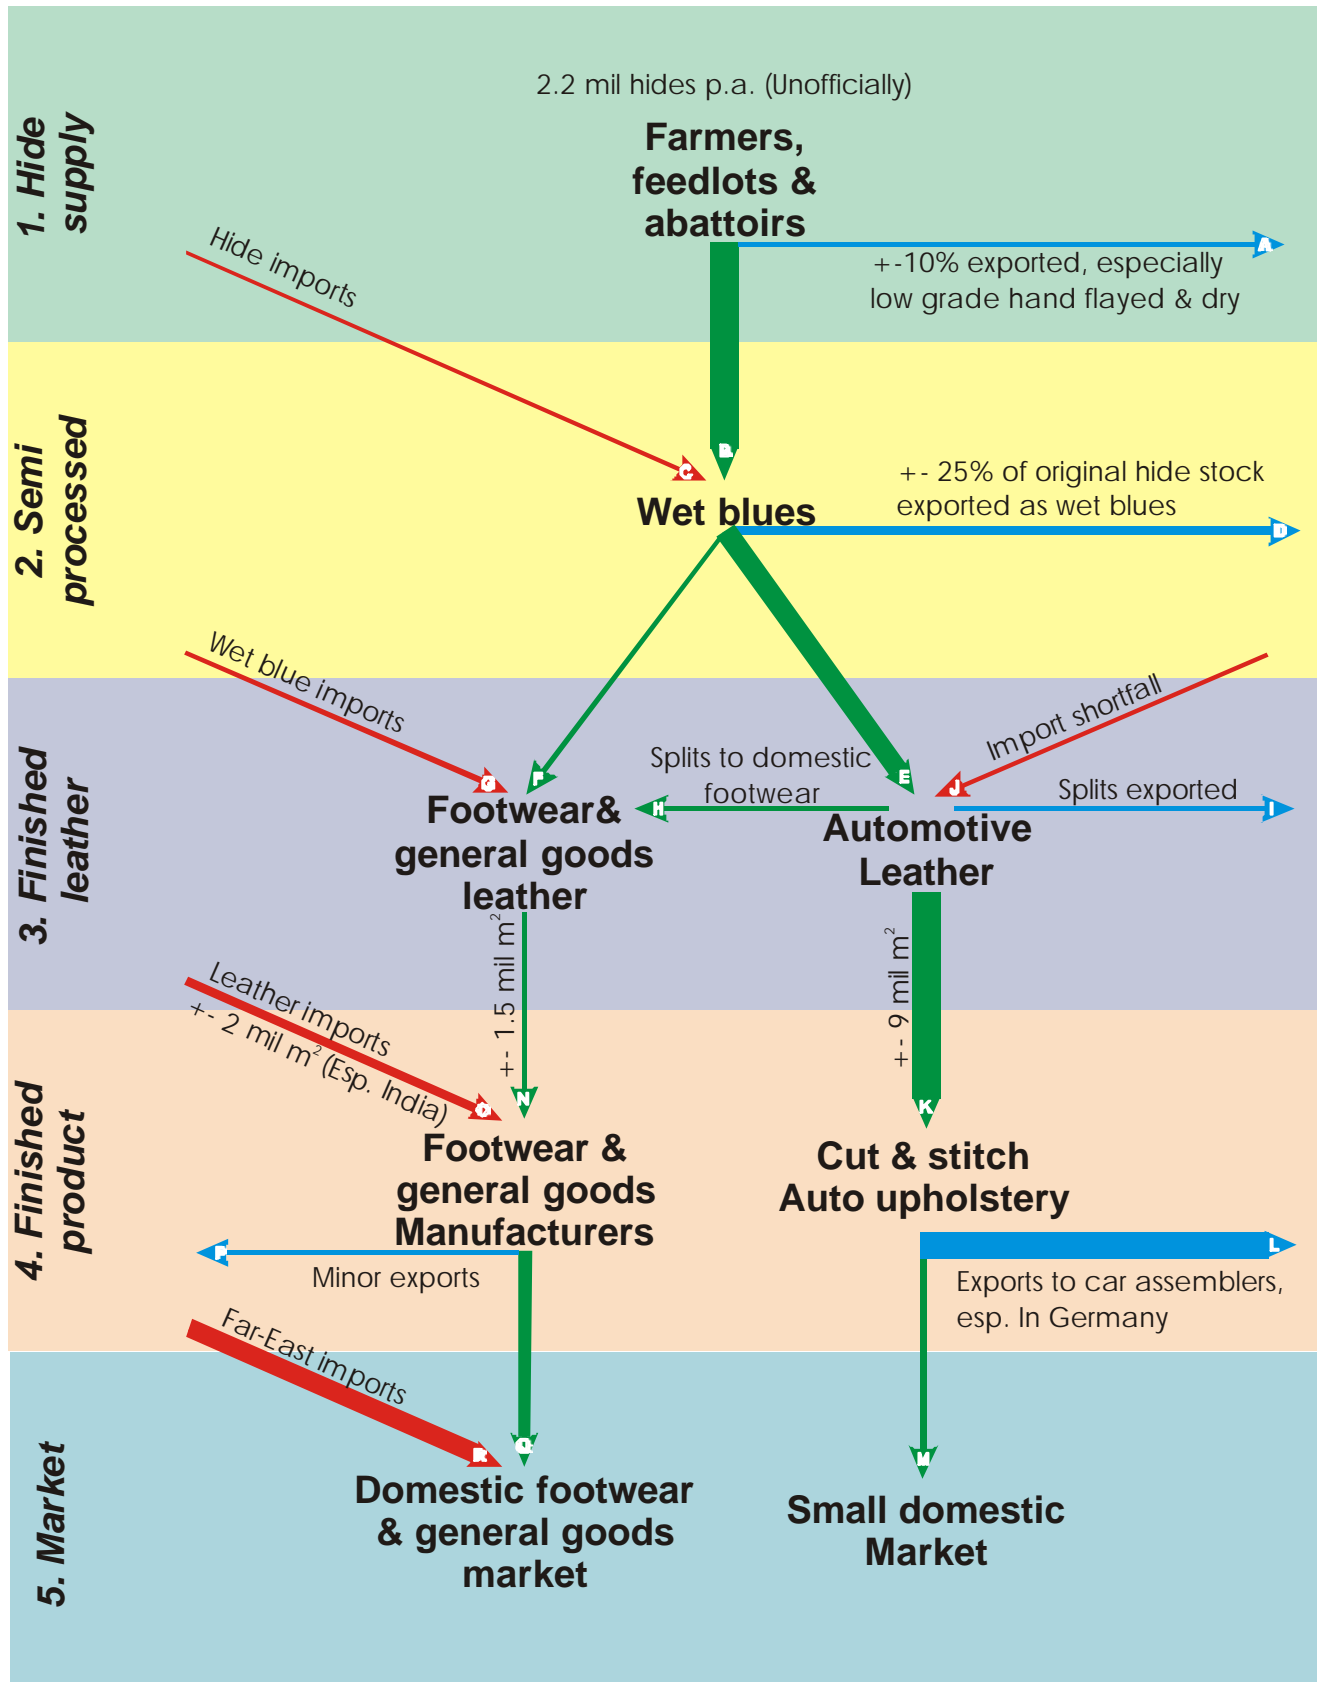 1. Hide
supply
2.2 mil hides p.a. (Unofficially)
Farmers,
feedlots &
abattoirs
A
+-10% exported, especially
low grade hand flayed & dry
Hide imports
2. Semi
processed
B
C
Wet blues
+- 25% of original hide stock
exported as wet blues
D
Wet blue imports
3. Finished
leather
Import shortfall
G
F
E
J
Splits to domestic
footwear
H
Splits exported
I
Footwear&
general goods
leather
Automotive
Leather
+- 1.5 mil m²
+- 9 mil m²
Leather imports
+- 2 mil m² (Esp. India)
4. Finished
product
N
K
Footwear &
general goods
Manufacturers
Cut & stitch
Auto upholstery
P
Minor exports
L
Exports to car assemblers,
esp. In Germany
Far-East imports
5. Market
R
Q
M
Domestic footwear
& general goods
market
Small domestic
Market